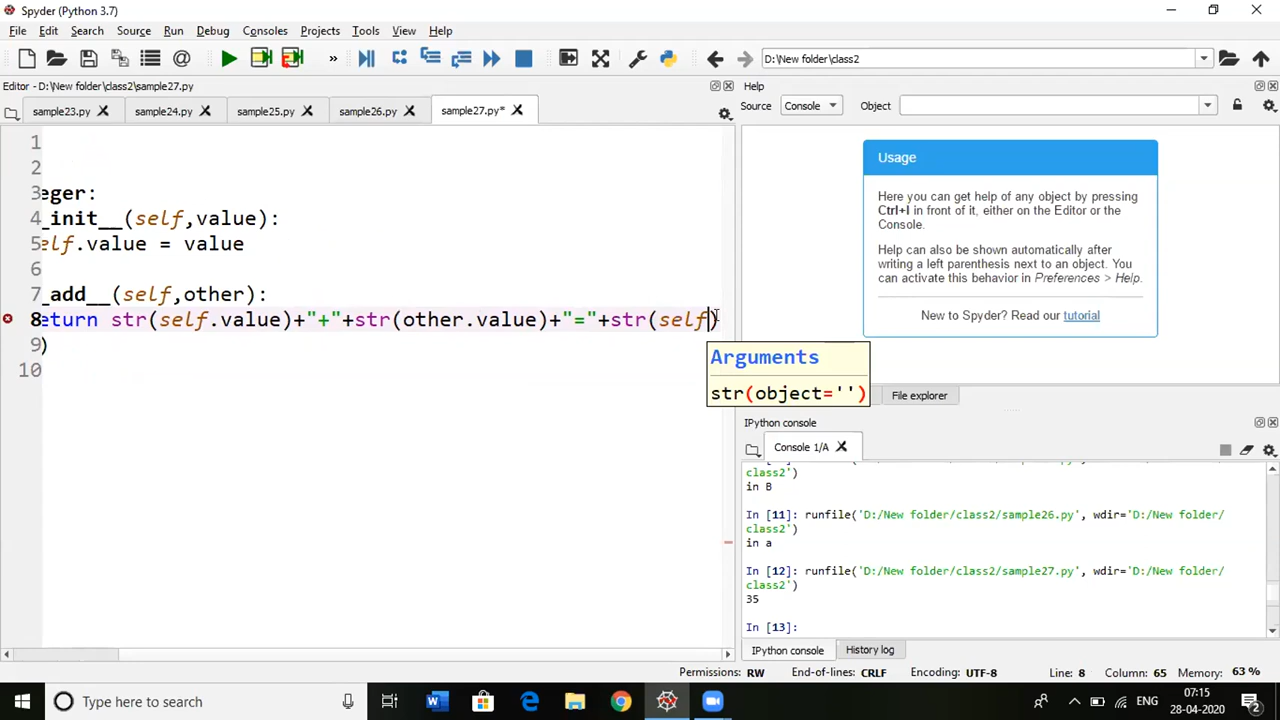 Spyder (Python 3.7)
File Edit Search Source Run Debug Consoles Projects Tools View Help
D:\New folder\class2
Editor - D:\New folder\class2\sample27.py
Help
sample23.py sample24.py sample25.py sample26.py sample27.py*
Source Console Object
1
2
3 eger:
4 _init__(self,value):
5 elf.value = value
6
7 _add__(self,other):
8 eturn str(self.value)+"+"+str(other.value)+"="+str(self)
9 )
10
Arguments
str(object='')
Usage
Here you can get help of any object by pressing
Ctrl+I in front of it, either on the Editor or the
Console.
Help can also be shown automatically after
writing a left parenthesis next to an object. You
can activate this behavior in Preferences > Help.
New to Spyder? Read our tutorial
File explorer
IPython console
Console 1/A
class2')
in B
In [11]: runfile('D:/New folder/class2/sample26.py', wdir='D:/New folder/
class2')
in a
In [12]: runfile('D:/New folder/class2/sample27.py', wdir='D:/New folder/
class2')
35
In [13]:
IPython console History log
Permissions: RW End-of-lines: CRLF Encoding: UTF-8 Line: 8 Column: 65 Memory: 63 %
Type here to search
ENG
07:15
28-04-2020
2